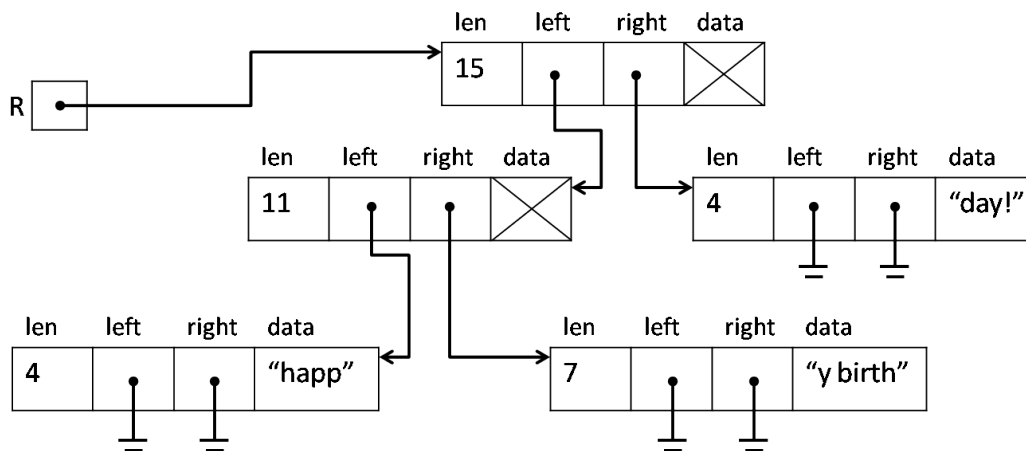 len left right data
15
R
len left right data
11
len left right data
4 “day!”
len left right data
4 “happ”
len left right data
7 “y birth”